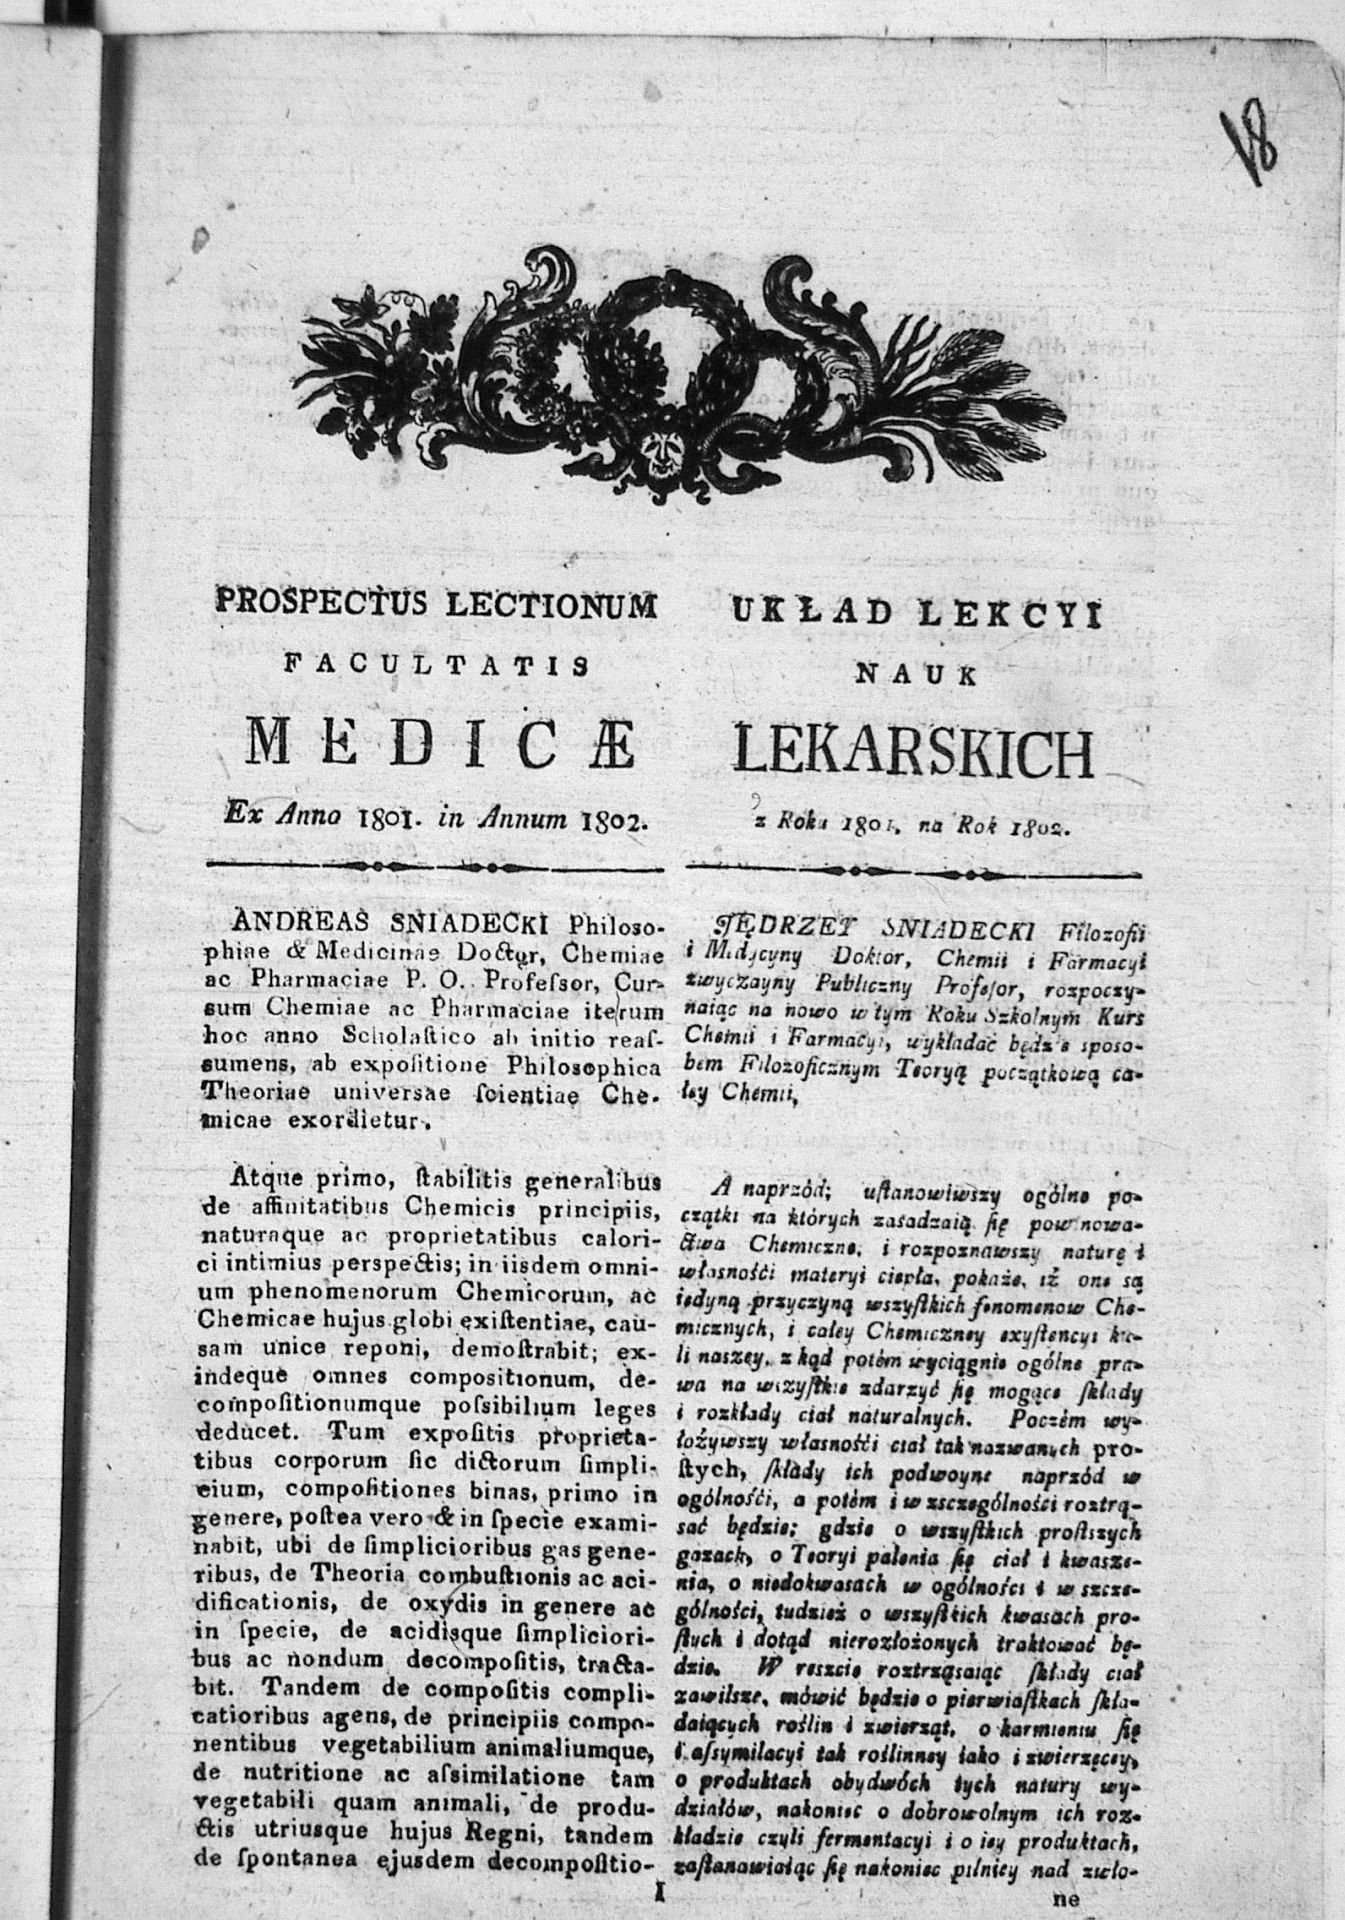 18
PROSPECTUS LECTIONUM
FACULTATIS
MEDICÆ
Ex Anno 1801. in Annum 1802.
ANDREAS SNIADECKI Philoso-
phiae & Medicinae Doctor, Chemiae
ac Pharmaciae P. O. Profeſſor, Cur-
sum Chemiae ac Pharmaciae iterum
hoc anno Scholaſtico ab initio reaſ-
sumens, ab expoſitione Philosophica
Theoriae universae ſcientiae Che-
micae exordietur.
Atque primo, ſtabilitis generalibus
de affinitatibus Chemicis principiis,
naturaque ac proprietatibus calori-
ci intimius perspectis; in iisdem omni-
um phenomenorum Chemicorum, ac
Chemicae hujus globi exiſtentiae, cau-
sam unice reponi, demoſtrabit; ex-
indeque omnes compositionum, de-
compoſitionumque poſsibilium leges
deducet. Tum expoſitis proprieta-
tibus corporum ſic dictorum ſimpli-
cium, compoſitiones binas, primo in
genere, poſtea vero & in ſpecie exami-
nabit, ubi de ſimplicioribus gas gene-
ribus, de Theoria combuſtionis ac aci-
dificationis, de oxydis in genere ac
in ſpecie, de acidisque ſimpliciori-
bus ac nondum decompoſitis, tracta-
bit. Tandem de compoſitis compli-
catioribus agens, de principiis compo-
nentibus vegetabilium animaliumque,
de nutritione ac aſsimilatione tam
vegetabili quam animali, de produ-
ctis utriusque hujus Regni, tandem
de ſpontanea ejusdem decompoſitio-
I
UKŁAD LEKCYI
NAUK
LEKARSKICH
z Roku 1801. na Rok 1802.
JĘDRZEY SNIADECKI Filozofii
i Medycyny Doktor, Chemii i Farmacyi
zwyczayny Publiczny Profeſor, rozpoczy-
naiąc na nowo w tym Roku Szkolnym Kurs
Chemii i Farmacyi, wykładać będzie sposo-
bem Filozoficznym Teoryą początkową ca-
łey Chemii,
A naprzód; uſtanowiwszy ogólne po-
czątki na których zasadzaią ſię powinowa-
ctwa Chemiczne, i rozpoznawszy naturę i
własnośći materyi ciepła, pokaże, iż one są
iedyną przyczyną wszyſtkich fenomenow Che-
micznych, i całey Chemiczney exyſtencyi ku-
li naszey, z kąd potém wyciągnie ogólne pra-
wa na wszyſtkie zdarzyć ſię mogące ſkłady
i rozkłady ciał naturalnych. Poczém wy-
łożywszy własnośći ciał tak nazwanych pro-
ſtych, ſkłady ich podwoyne naprzód w
ogólnośći, a potém i w szczególności roztrą-
sać będzie; gdzie o wszyſtkich proſtszych
gazach, o Teoryi palenia ſię ciał i kwasze-
nia, o niedokwasach w ogólności i w szcze-
gólności, tudzież o wszyſtkich kwasach pro-
ſtych i dotąd nierozłożonych traktować bę-
dzie. W reszcie roztrząsaiąc ſkłady ciał
zawilsze, mówić będzie o pierwiaſtkach ſkła-
daiących roślin i zwierząt, o karmieniu ſię
i aſsymilacyi tak roślinney iako i zwierzęcey,
o produktach obydwóch tych natury wy-
działów, nakoniec o dobrowolnym ich roz-
kładzie czyli fermentacyi i o iey produktach,
zaſtanawiaiąc ſię nakoniec pilniey nad zieło-
ne